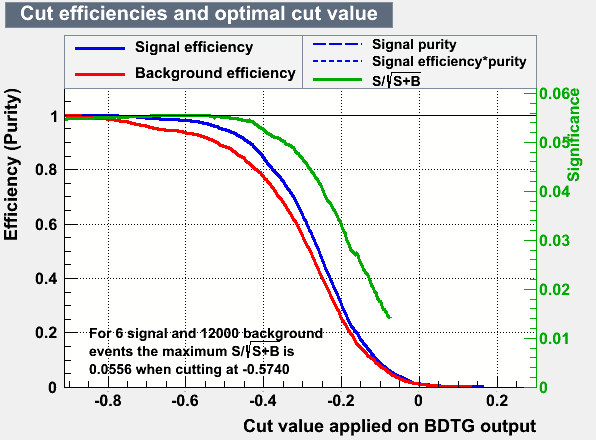 Cut efficiencies and optimal cut value
Signal efficiency
Background efficiency
Signal purity
Signal efficiency*purity
S/√S+B
Efficiency (Purity)
1
0.8
0.6
0.4
0.2
0
0.06
0.05
0.04
0.03
0.02
0.01
0
Significance
For 6 signal and 12000 background
events the maximum S/√S+B is
0.0556 when cutting at -0.5740
-0.8 -0.6 -0.4 -0.2 0 0.2
Cut value applied on BDTG output